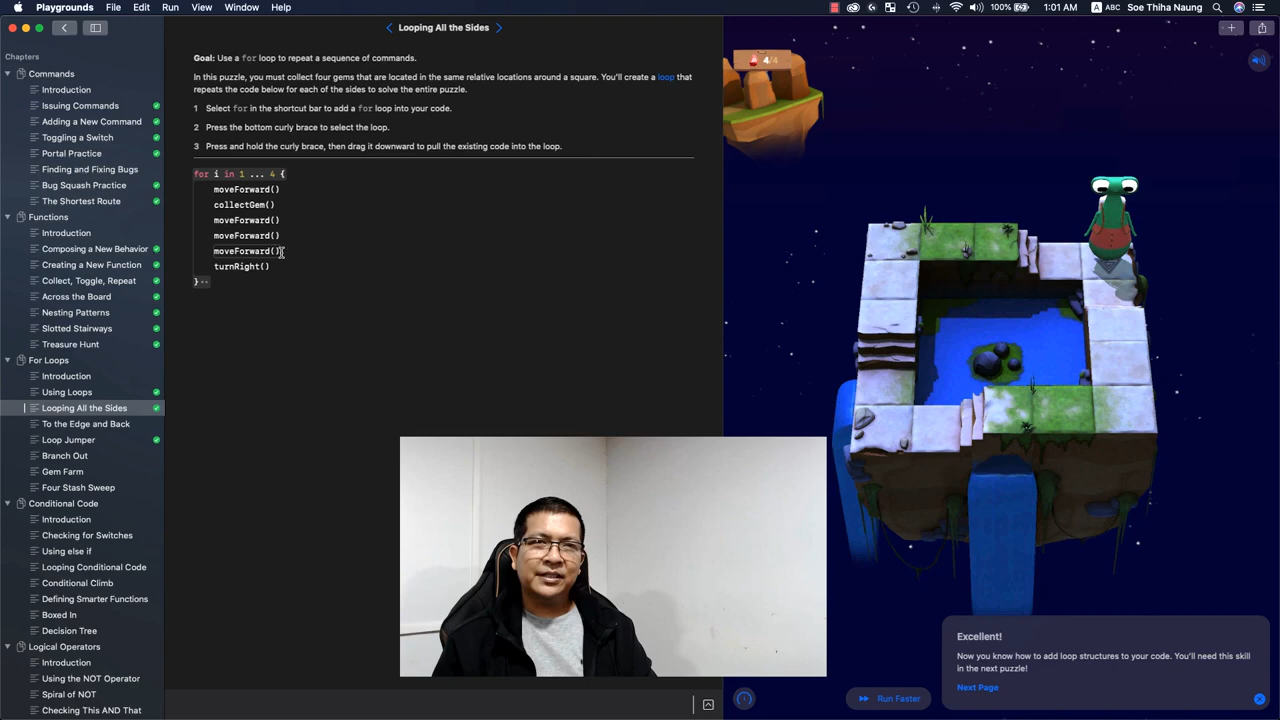 Playgrounds File Edit Run View Window Help
100% 1:01 AM ABC Soe Thiha Naung
Looping All the Sides
Chapters
Commands
Introduction
Issuing Commands
Adding a New Command
Toggling a Switch
Portal Practice
Finding and Fixing Bugs
Bug Squash Practice
The Shortest Route
Functions
Introduction
Composing a New Behavior
Creating a New Function
Collect, Toggle, Repeat
Across the Board
Nesting Patterns
Slotted Stairways
Treasure Hunt
For Loops
Introduction
Using Loops
Looping All the Sides
To the Edge and Back
Loop Jumper
Branch Out
Gem Farm
Four Stash Sweep
Conditional Code
Introduction
Checking for Switches
Using else if
Looping Conditional Code
Conditional Climb
Defining Smarter Functions
Boxed In
Decision Tree
Logical Operators
Introduction
Using the NOT Operator
Spiral of NOT
Checking This AND That
Goal: Use a for loop to repeat a sequence of commands.
In this puzzle, you must collect four gems that are located in the same relative locations around a square. You'll create a loop that
repeats the code below for each of the sides to solve the entire puzzle.
1 Select for in the shortcut bar to add a for loop into your code.
2 Press the bottom curly brace to select the loop.
3 Press and hold the curly brace, then drag it downward to pull the existing code into the loop.
for i in 1 ... 4 {
moveForward()
collectGem()
moveForward()
moveForward()
moveForward()
turnRight()
}
4/4
Excellent!
Now you know how to add loop structures to your code. You'll need this skill
in the next puzzle!
Next Page
Run Faster